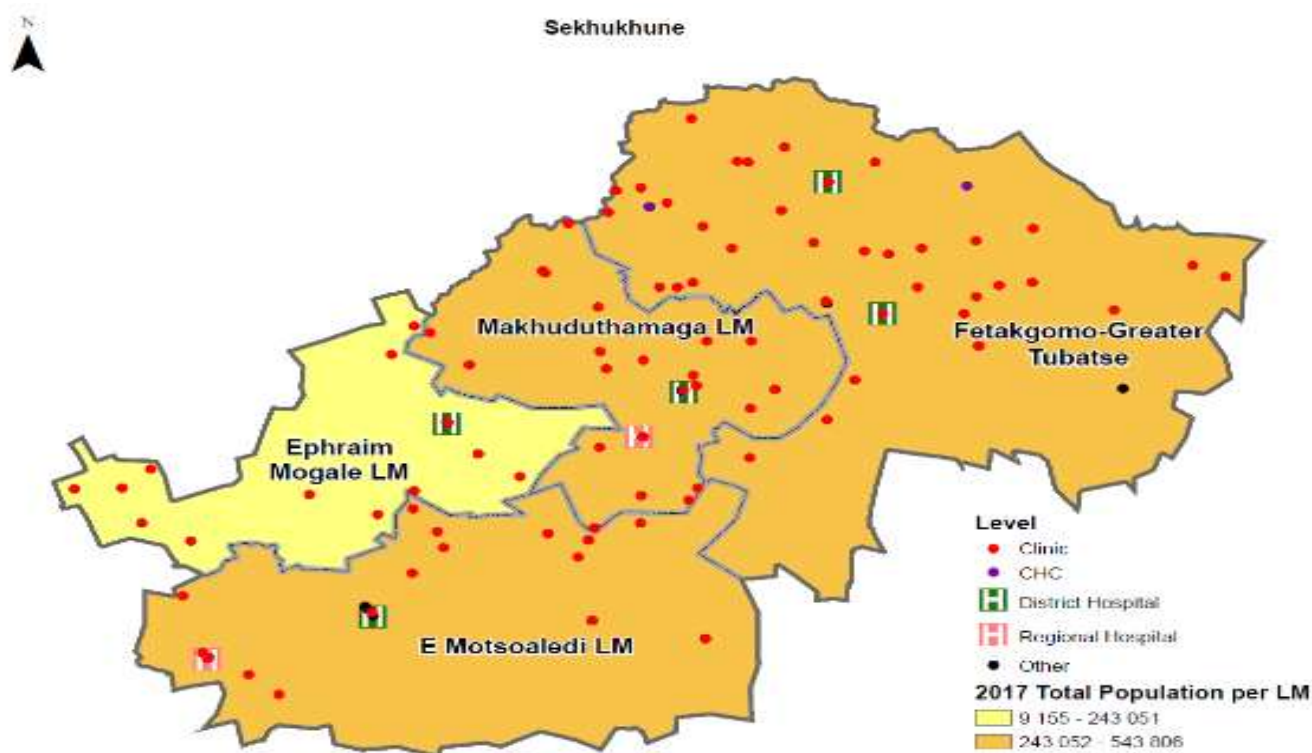 N
Sekhukhune
Makhuduthamaga LM
Fetakgomo-Greater
Tubatse
Ephraim
Mogale LM
E Motsoaledi LM
Level
Clinic
CHC
District Hospital
Regional Hospital
Other
2017 Total Population per LM
9 155 - 243 051
243 052 - 543 806